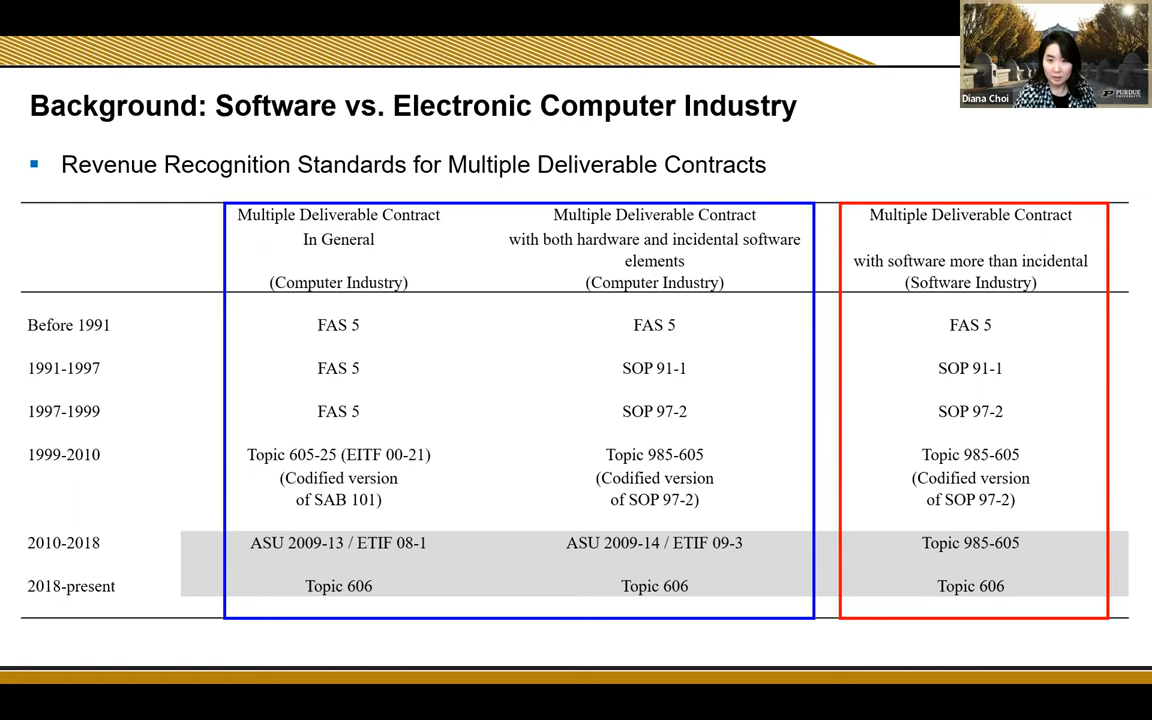 Background: Software vs. Electronic Computer Industry
Diana Choi
PURDUE
UNIVERSITY
Revenue Recognition Standards for Multiple Deliverable Contracts
Multiple Deliverable Contract
In General
(Computer Industry)
Multiple Deliverable Contract
with both hardware and incidental software
elements
(Computer Industry)
Multiple Deliverable Contract
with software more than incidental
(Software Industry)
Before 1991 FAS 5 FAS 5 FAS 5
1991-1997 FAS 5 SOP 91-1 SOP 91-1
1997-1999 FAS 5 SOP 97-2 SOP 97-2
1999-2010 Topic 605-25 (EITF 00-21) Topic 985-605 Topic 985-605
(Codified version (Codified version (Codified version
of SAB 101) of SOP 97-2) of SOP 97-2)
2010-2018 ASU 2009-13 / ETIF 08-1 ASU 2009-14 / ETIF 09-3 Topic 985-605
2018-present Topic 606 Topic 606 Topic 606